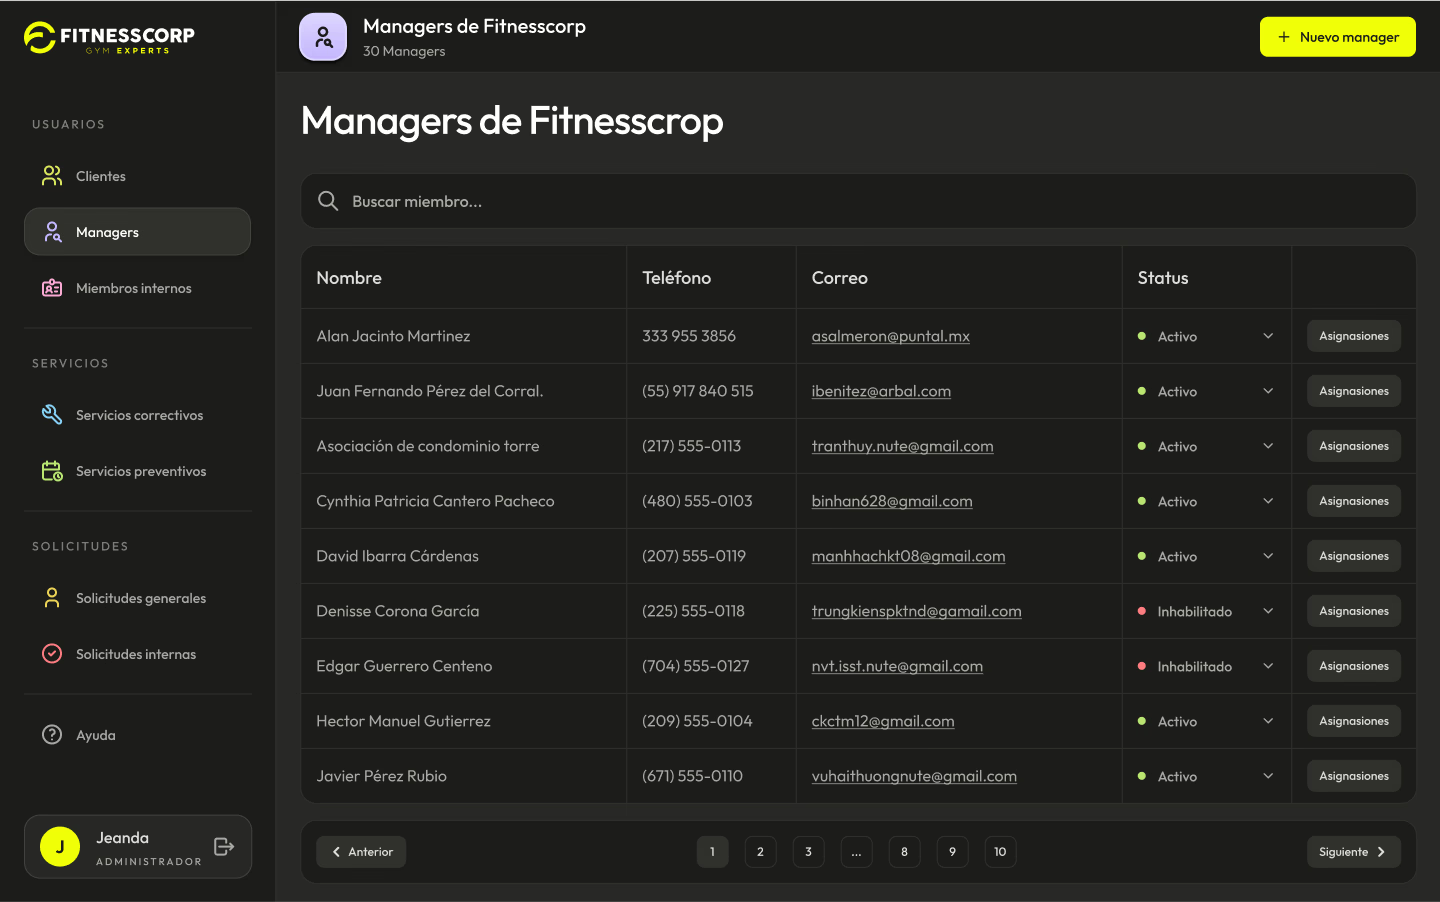 FITNESSCORP
GYM EXPERTS
USUARIOS
Clientes
Managers
Miembros internos
SERVICIOS
Servicios correctivos
Servicios preventivos
SOLICITUDES
Solicitudes generales
Solicitudes internas
Ayuda
J
Jeanda
ADMINISTRADOR
Managers de Fitnesscorp
30 Managers
+ Nuevo manager
Managers de Fitnesscrop
Buscar miembro...
Nombre Teléfono Correo Status
Alan Jacinto Martinez 333 955 3856 asalmeron@puntal.mx Activo Asignasiones
Juan Fernando Pérez del Corral. (55) 917 840 515 ibenitez@arbal.com Activo Asignasiones
Asociación de condominio torre (217) 555-0113 tranthuy.nute@gmail.com Activo Asignasiones
Cynthia Patricia Cantero Pacheco (480) 555-0103 binhan628@gmail.com Activo Asignasiones
David Ibarra Cárdenas (207) 555-0119 manhhachkt08@gmail.com Activo Asignasiones
Denisse Corona García (225) 555-0118 trungkienspktnd@gamail.com Inhabilitado Asignasiones
Edgar Guerrero Centeno (704) 555-0127 nvt.isst.nute@gmail.com Inhabilitado Asignasiones
Hector Manuel Gutierrez (209) 555-0104 ckctm12@gmail.com Activo Asignasiones
Javier Pérez Rubio (671) 555-0110 vuhaithuongnute@gmail.com Activo Asignasiones
Anterior 1 2 3 ... 8 9 10 Siguiente